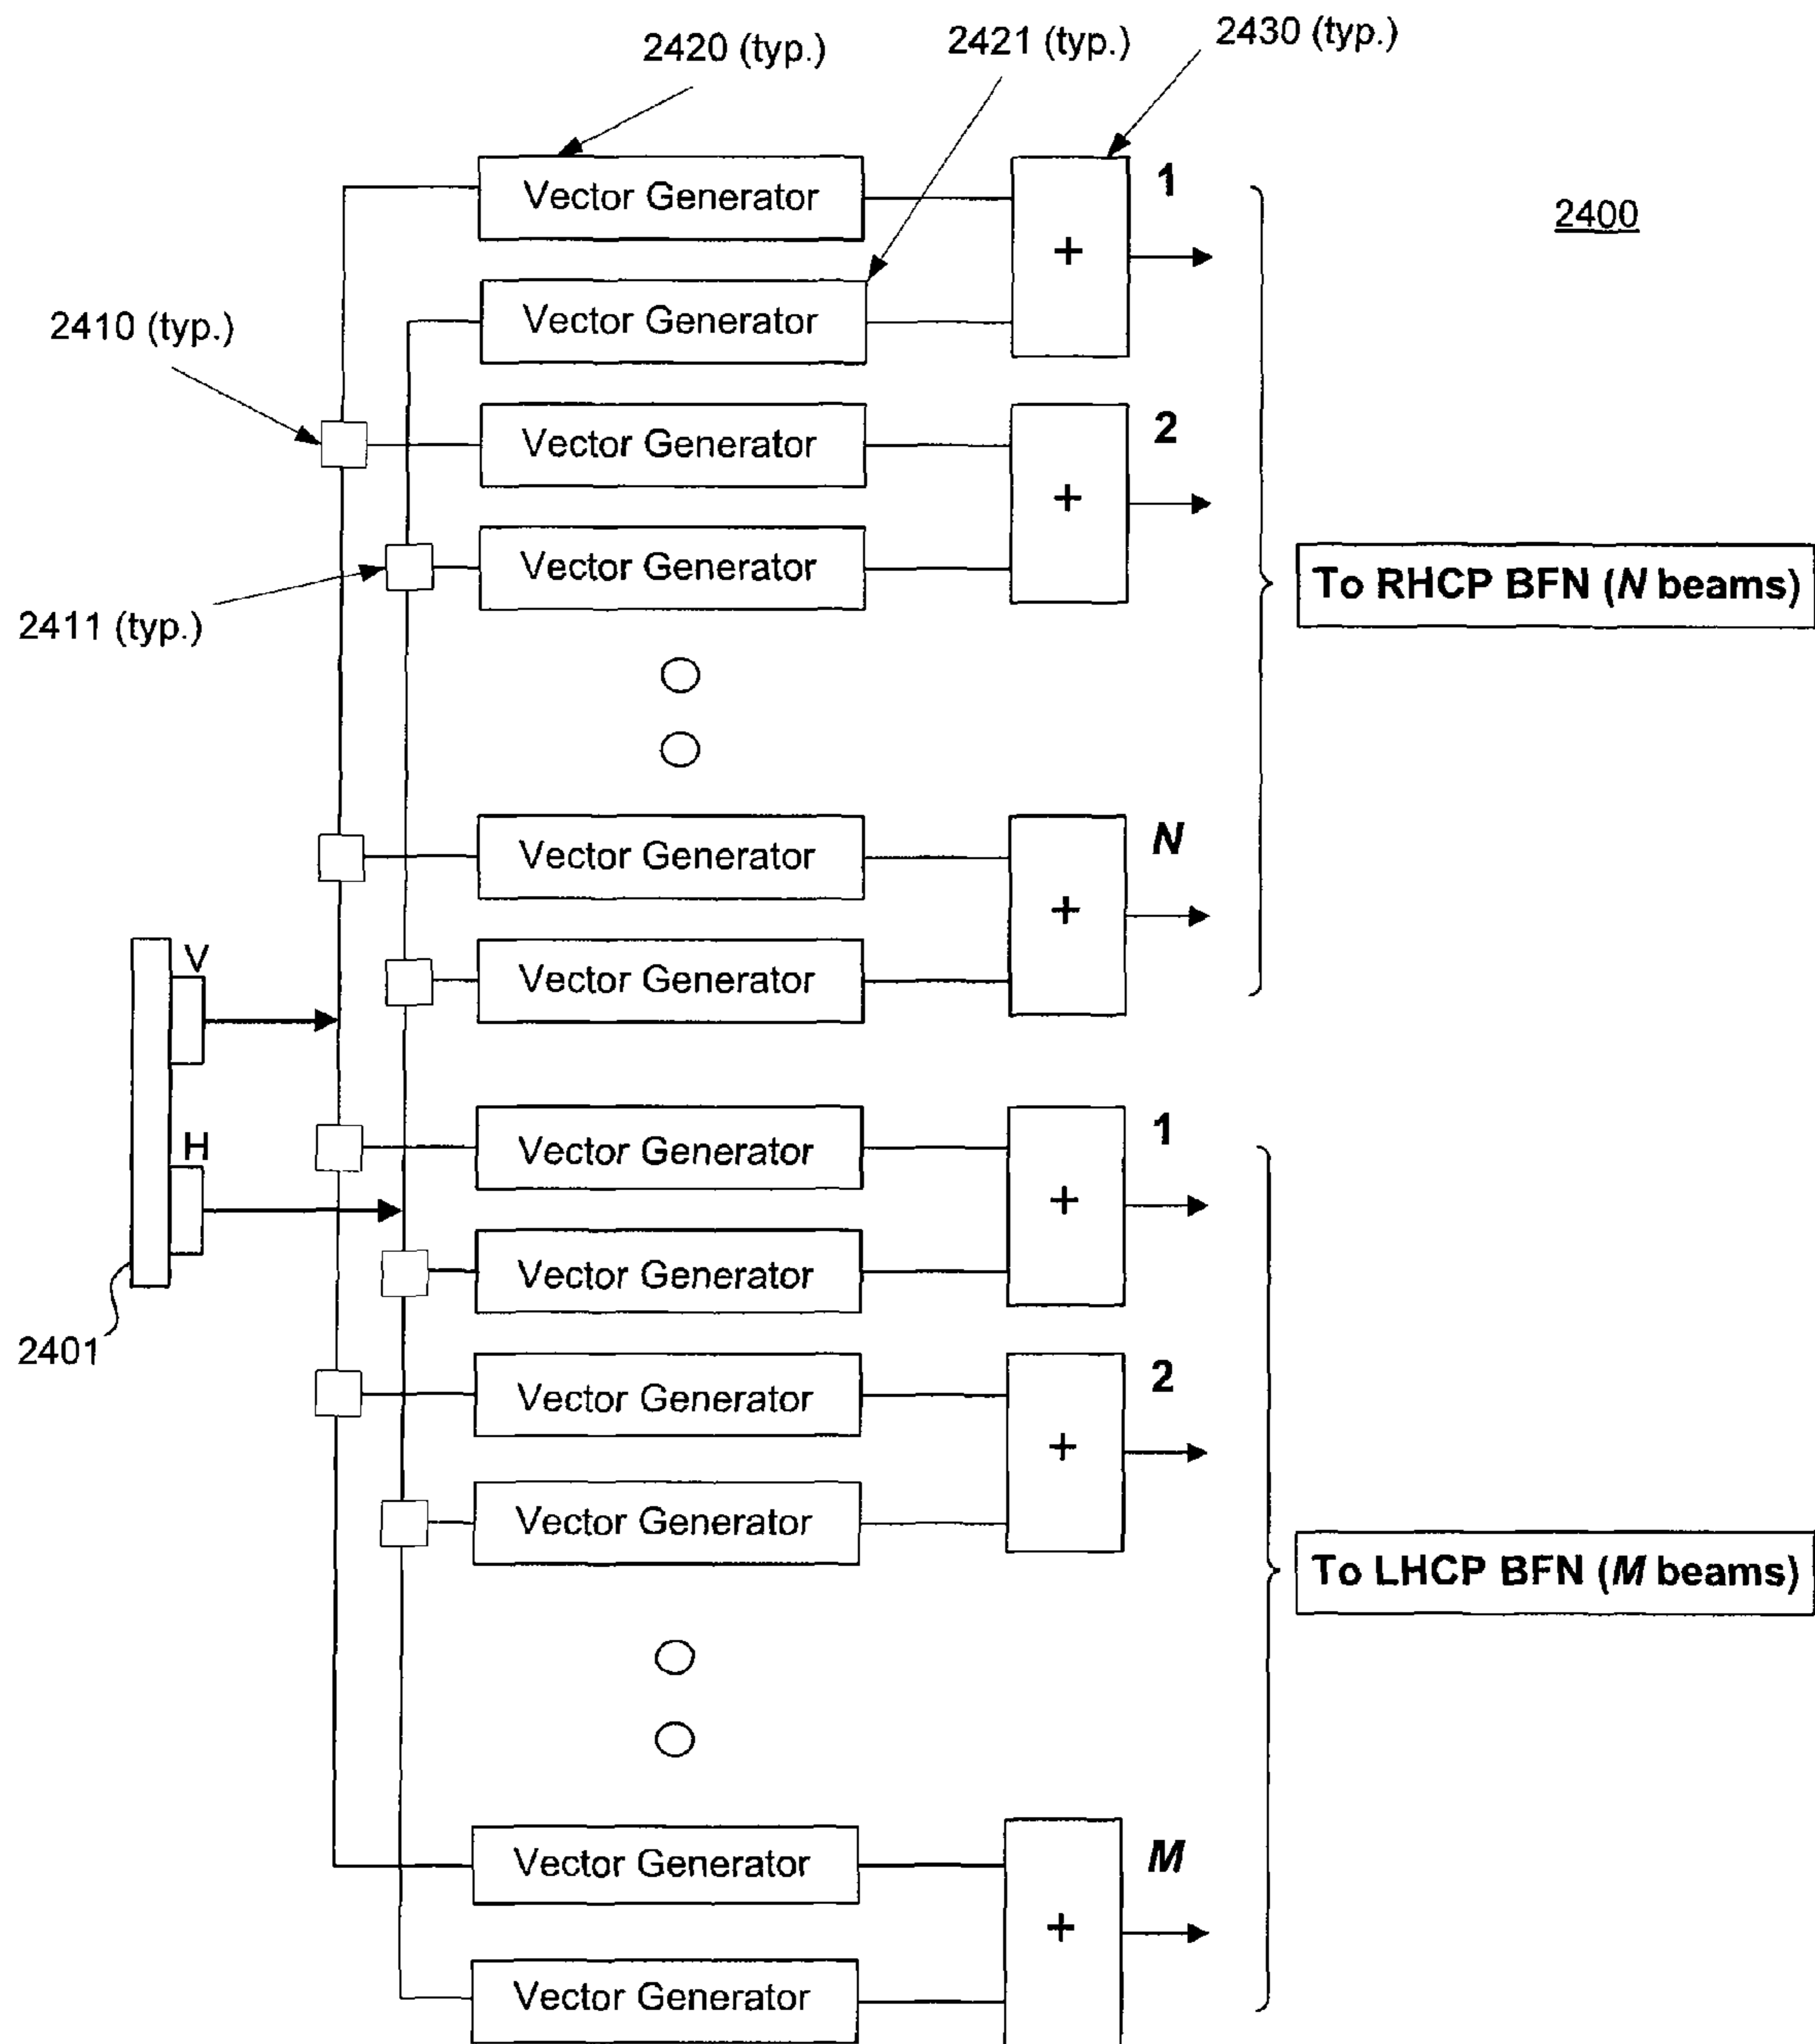 2420 (typ.)
2421 (typ.)
2430 (typ.)
2400
Vector Generator
1
+
Vector Generator
2410 (typ.)
Vector Generator
2
+
Vector Generator
2411 (typ.)
To RHCP BFN (N beams)
Vector Generator
N
+
Vector Generator
V
H
2401
Vector Generator
1
+
Vector Generator
Vector Generator
2
+
Vector Generator
To LHCP BFN (M beams)
Vector Generator
M
+
Vector Generator